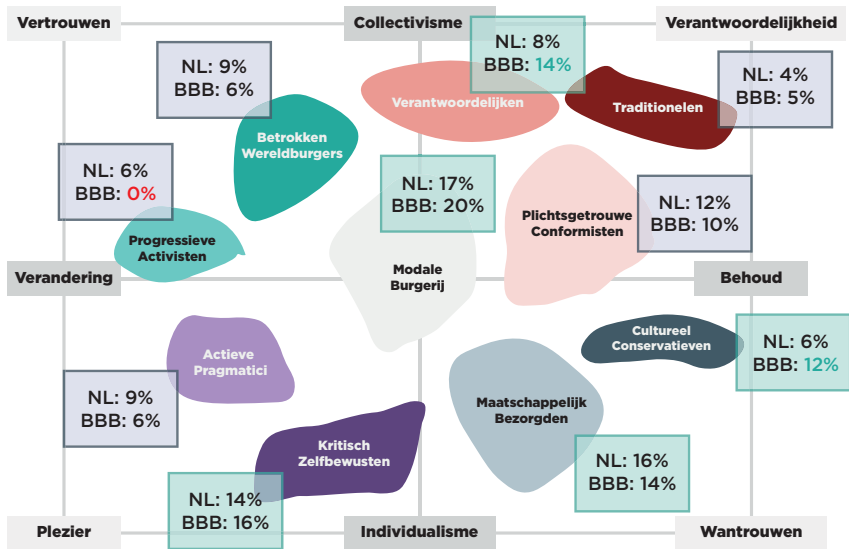 Vertrouwen
Collectivisme
Verantwoordelijkheid
NL: 9%
BBB: 6%
NL: 8%
BBB: 14%
NL: 4%
BBB: 5%
Verantwoordelijken
Traditionelen
Betrokken
Wereldburgers
NL: 6%
BBB: 0%
NL: 17%
BBB: 20%
NL: 12%
BBB: 10%
Plichtsgetrouwe
Conformisten
Progressieve
Activisten
Modale
Burgerij
Verandering
Behoud
Actieve
Pragmatici
Cultureel
Conservatieven
NL: 6%
BBB: 12%
NL: 9%
BBB: 6%
Maatschappelijk
Bezorgden
Kritisch
Zelfbewusten
NL: 16%
BBB: 14%
NL: 14%
BBB: 16%
Plezier
Individualisme
Wantrouwen